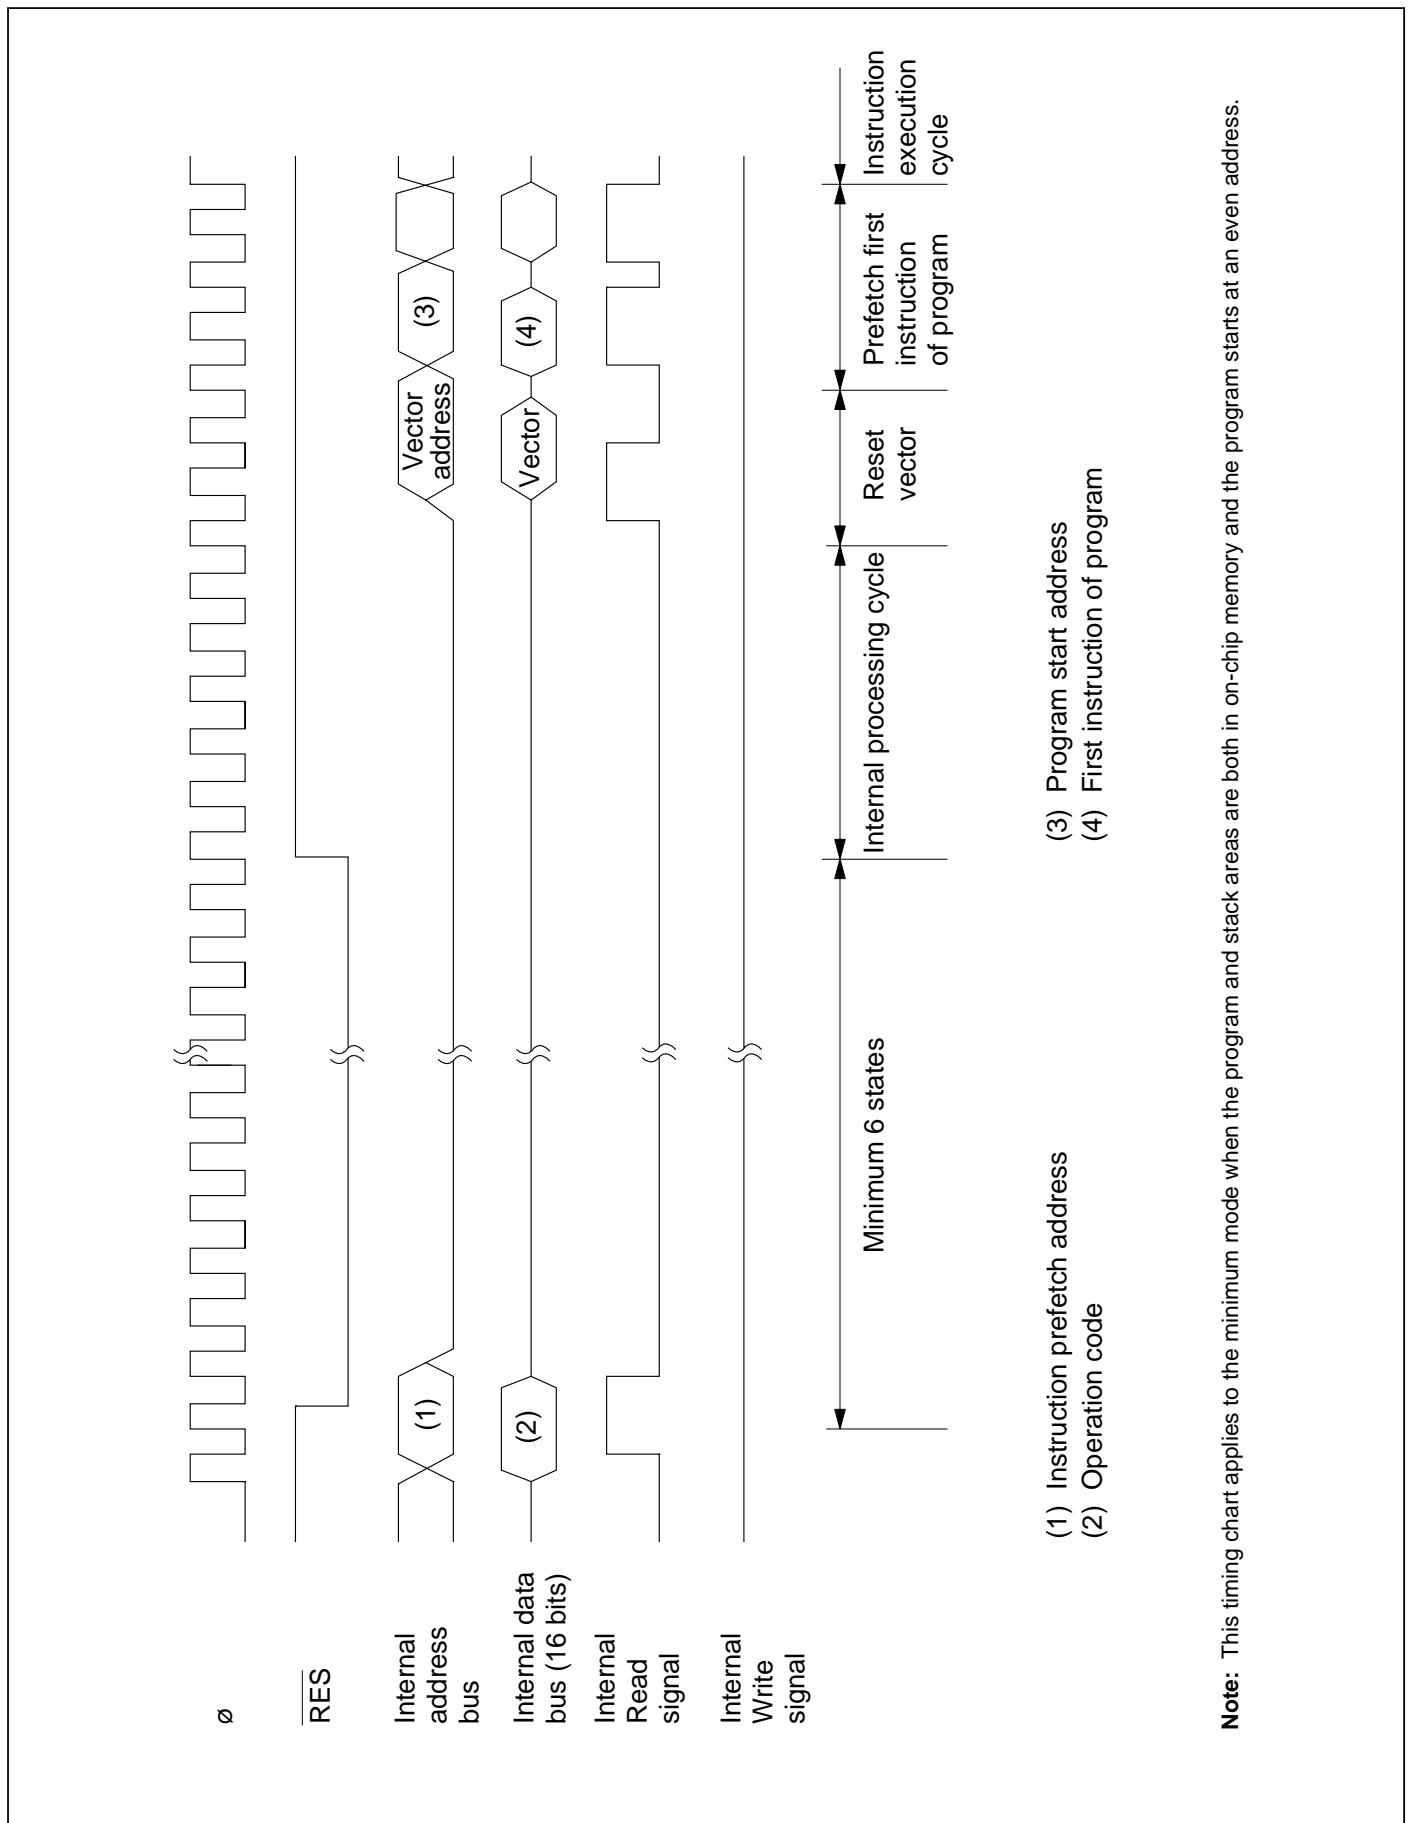 ø
RES
Internal
address
bus
Internal data
bus (16 bits)
Internal
Read
signal
Internal
Write
signal
(1)
(2)
Vector
address
Vector
(3)
(4)
Minimum 6 states
Internal processing cycle
Reset
vector
Prefetch first
instruction
of program
Instruction
execution
cycle
(1) Instruction prefetch address
(2) Operation code
(3) Program start address
(4) First instruction of program
Note: This timing chart applies to the minimum mode when the program and stack areas are both in on-chip memory and the program starts at an even address.